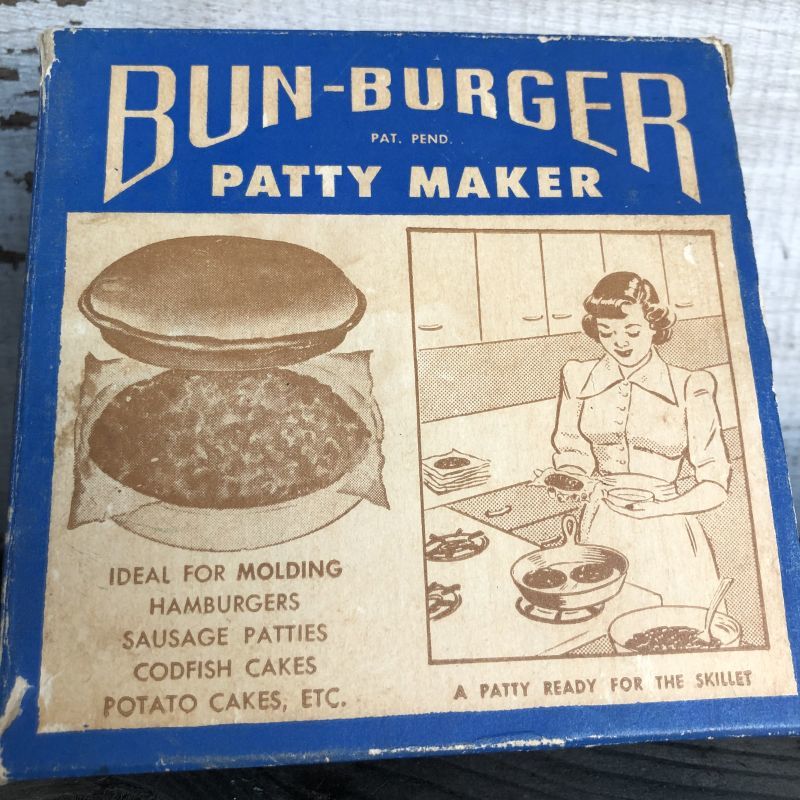 BUN-BURGER
PAT. PEND.
PATTY MAKER
IDEAL FOR MOLDING
HAMBURGERS
SAUSAGE PATTIES
CODFISH CAKES
POTATO CAKES, ETC.
A PATTY READY FOR THE SKILLET